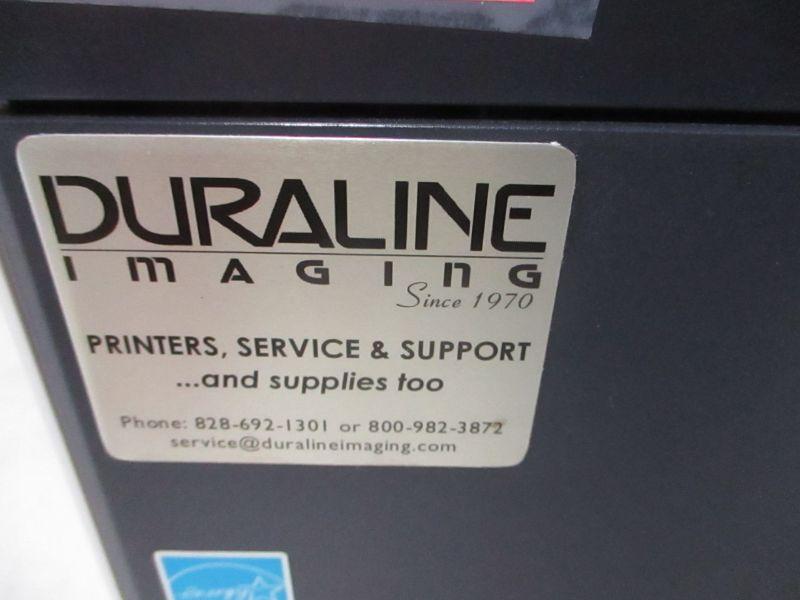 DURALINE
IMAGING
Since 1970
PRINTERS, SERVICE & SUPPORT
...and supplies too
Phone: 828-692-1301 or 800-982-3872
service@duralineimaging.com